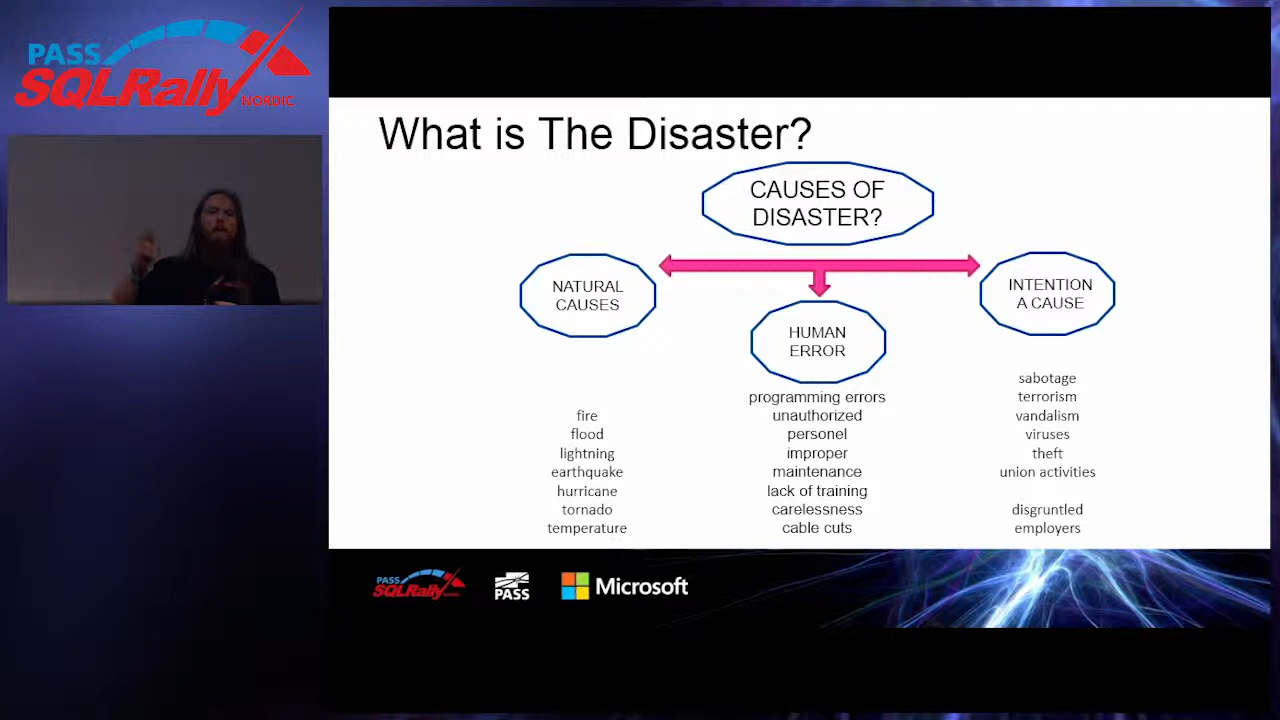 PASS
SQLRally
NORDIC
What is The Disaster?
CAUSES OF
DISASTER?
NATURAL
CAUSES
HUMAN
ERROR
INTENTION
A CAUSE
fire
flood
lightning
earthquake
hurricane
tornado
temperature
programming errors
unauthorized
personel
improper
maintenance
lack of training
carelessness
cable cuts
sabotage
terrorism
vandalism
viruses
theft
union activities
disgruntled
employers
PASS
SQLRally
PASS
Microsoft